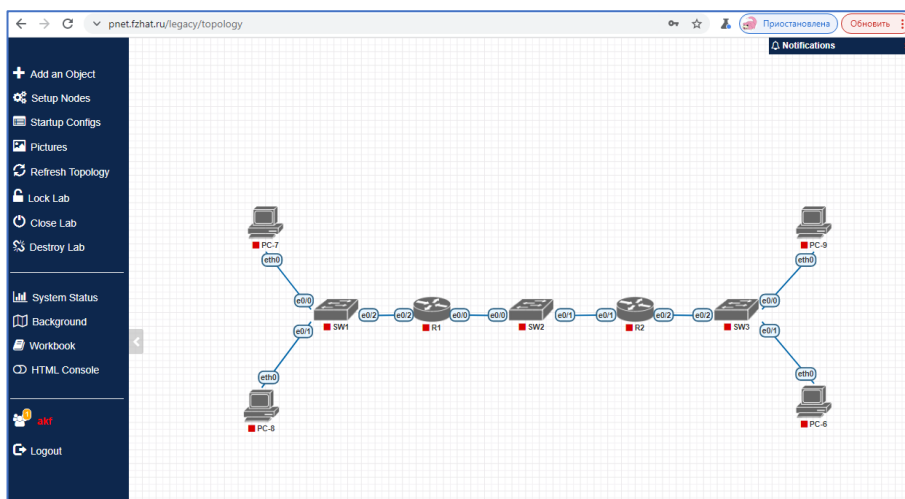 pnet.fzhat.ru/legacy/topology
Приостановлена
Обновить
Notifications
Add an Object
Setup Nodes
Startup Configs
Pictures
Refresh Topology
Lock Lab
Close Lab
Destroy Lab
System Status
Background
Workbook
HTML Console
1
akf
Logout
PC-7
eth0
PC-9
eth0
e0/0
SW1
e0/2
e0/2
R1
e0/0
e0/0
SW2
e0/1
e0/1
R2
e0/2
e0/2
SW3
e0/0
e0/1
e0/1
eth0
PC-8
eth0
PC-6